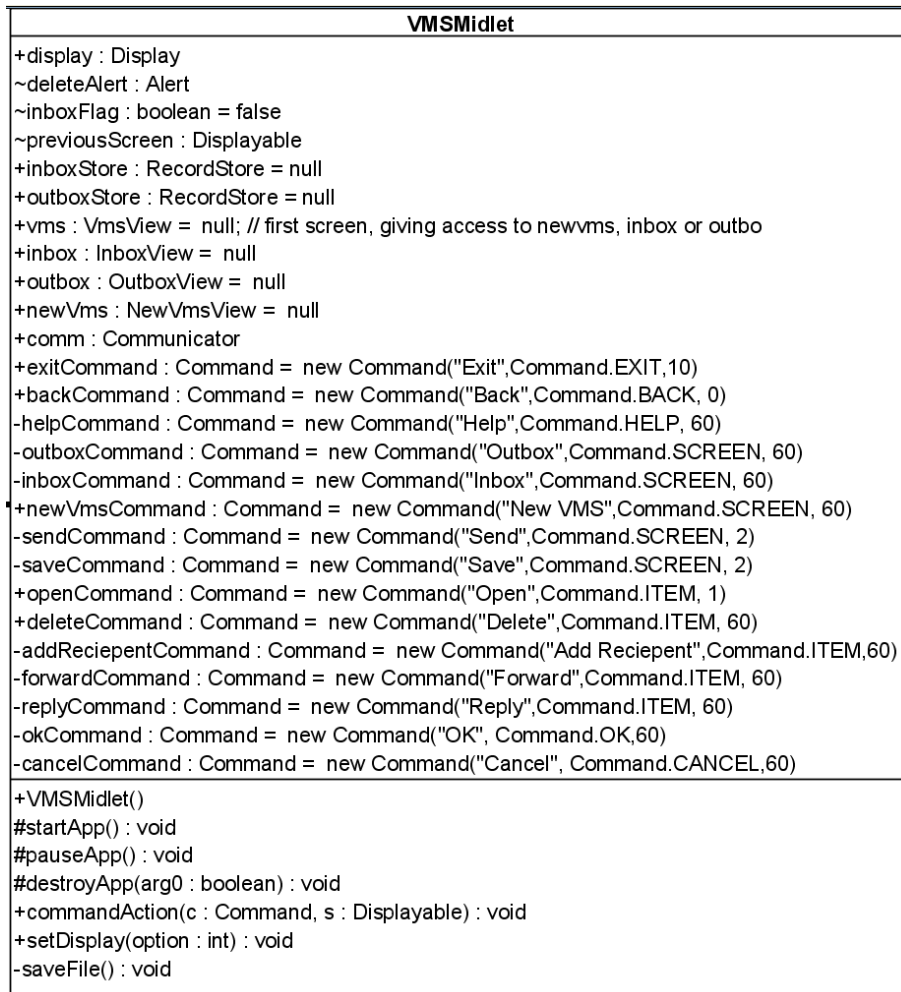 VMSMidlet
+display : Display
~deleteAlert : Alert
~inboxFlag : boolean = false
~previousScreen : Displayable
+inboxStore : RecordStore = null
+outboxStore : RecordStore = null
+vms : VmsView = null; // first screen, giving access to newvms, inbox or outbo
+inbox : InboxView = null
+outbox : OutboxView = null
+newVms : NewVmsView = null
+comm : Communicator
+exitCommand : Command = new Command("Exit",Command.EXIT,10)
+backCommand : Command = new Command("Back",Command.BACK, 0)
-helpCommand : Command = new Command("Help",Command.HELP, 60)
-outboxCommand : Command = new Command("Outbox",Command.SCREEN, 60)
-inboxCommand : Command = new Command("Inbox",Command.SCREEN, 60)
+newVmsCommand : Command = new Command("New VMS",Command.SCREEN, 60)
-sendCommand : Command = new Command("Send",Command.SCREEN, 2)
-saveCommand : Command = new Command("Save",Command.SCREEN, 2)
+openCommand : Command = new Command("Open",Command.ITEM, 1)
+deleteCommand : Command = new Command("Delete",Command.ITEM, 60)
-addReciepentCommand : Command = new Command("Add Reciepent",Command.ITEM,60)
-forwardCommand : Command = new Command("Forward",Command.ITEM, 60)
-replyCommand : Command = new Command("Reply",Command.ITEM, 60)
-okCommand : Command = new Command("OK", Command.OK,60)
-cancelCommand : Command = new Command("Cancel", Command.CANCEL,60)
+VMSMidlet()
#startApp() : void
#pauseApp() : void
#destroyApp(arg0 : boolean) : void
+commandAction(c : Command, s : Displayable) : void
+setDisplay(option : int) : void
-saveFile() : void